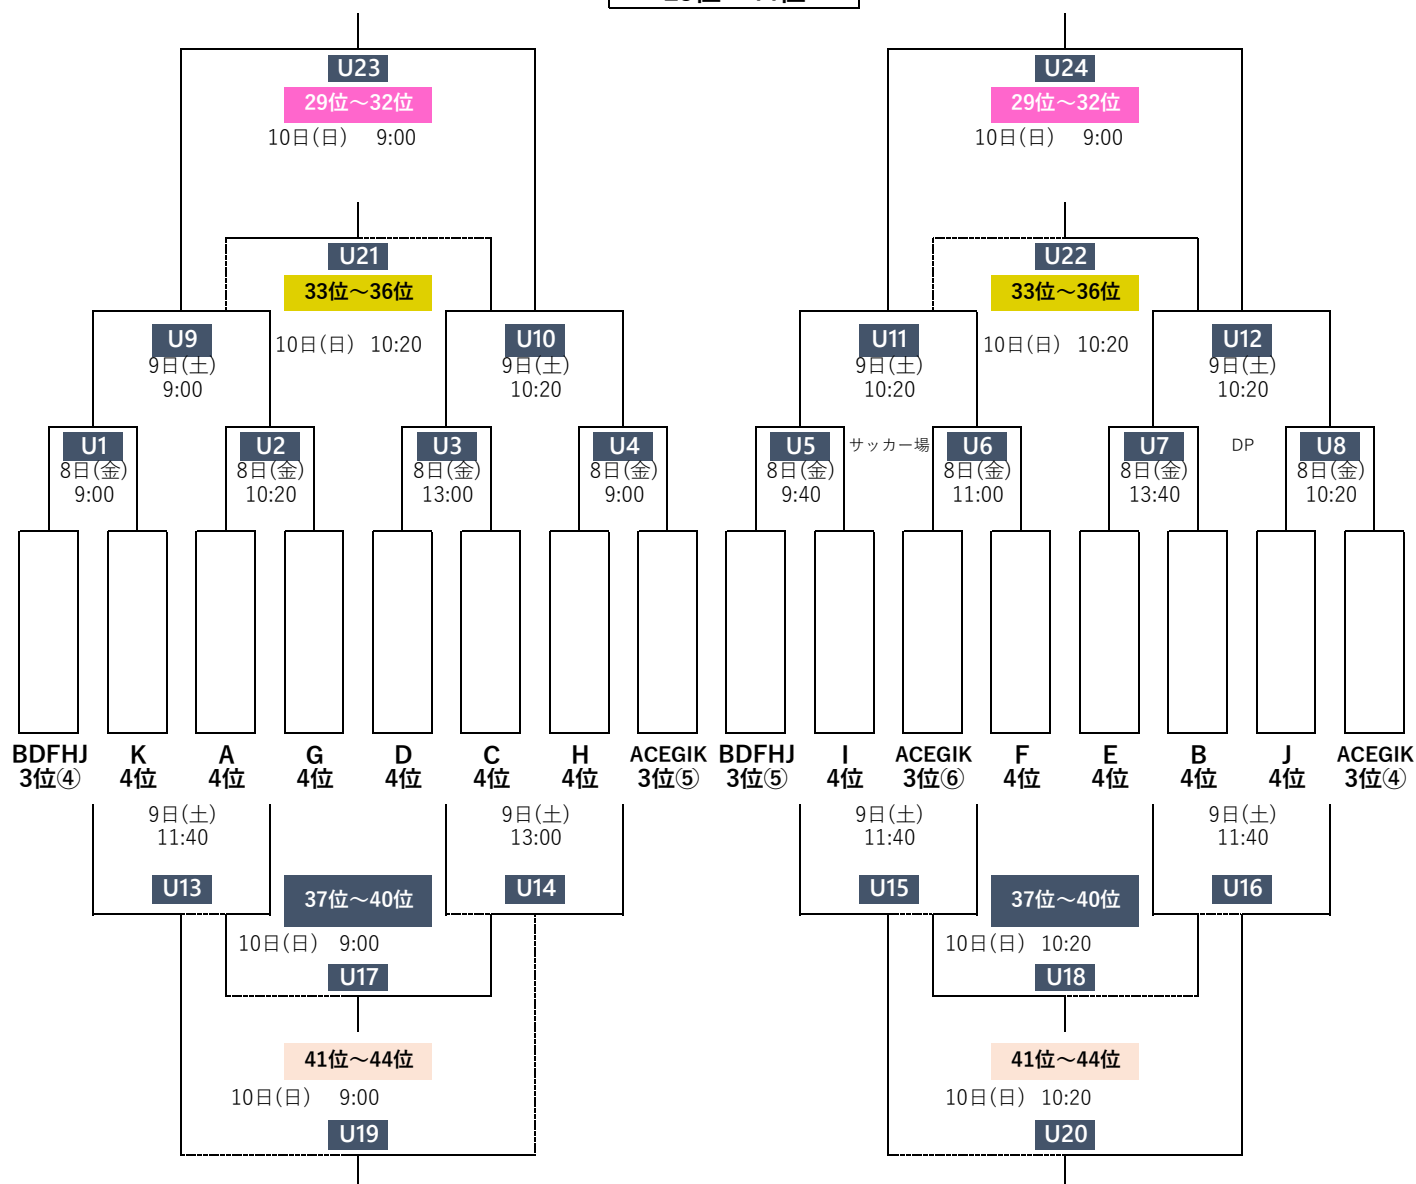 U23
U24
29位～32位
29位～32位
10日(日) 9:00
10日(日) 9:00
U21
U22
33位～36位
33位～36位
U9
10日(日) 10:20
U10
U11
10日(日) 10:20
U12
9日(土)
9日(土)
9日(土)
9日(土)
9:00
10:20
10:20
10:20
U1
U2
U3
U4
U5
サッカー場
U6
U7
DP
U8
8日(金)
8日(金)
8日(金)
8日(金)
8日(金)
8日(金)
8日(金)
8日(金)
9:00
10:20
13:00
9:00
9:40
11:00
13:40
10:20
BDFHJ
K
A
G
D
C
H
ACEGIK
BDFHJ
I
ACEGIK
F
E
B
J
ACEGIK
3位④
4位
4位
4位
4位
4位
4位
3位⑤
3位⑤
4位
3位⑥
4位
4位
4位
4位
3位④
9日(土)
9日(土)
9日(土)
9日(土)
11:40
13:00
11:40
11:40
U13
37位～40位
U14
U15
37位～40位
U16
10日(日) 9:00
10日(日) 10:20
U17
U18
41位～44位
41位～44位
10日(日) 9:00
10日(日) 10:20
U19
U20